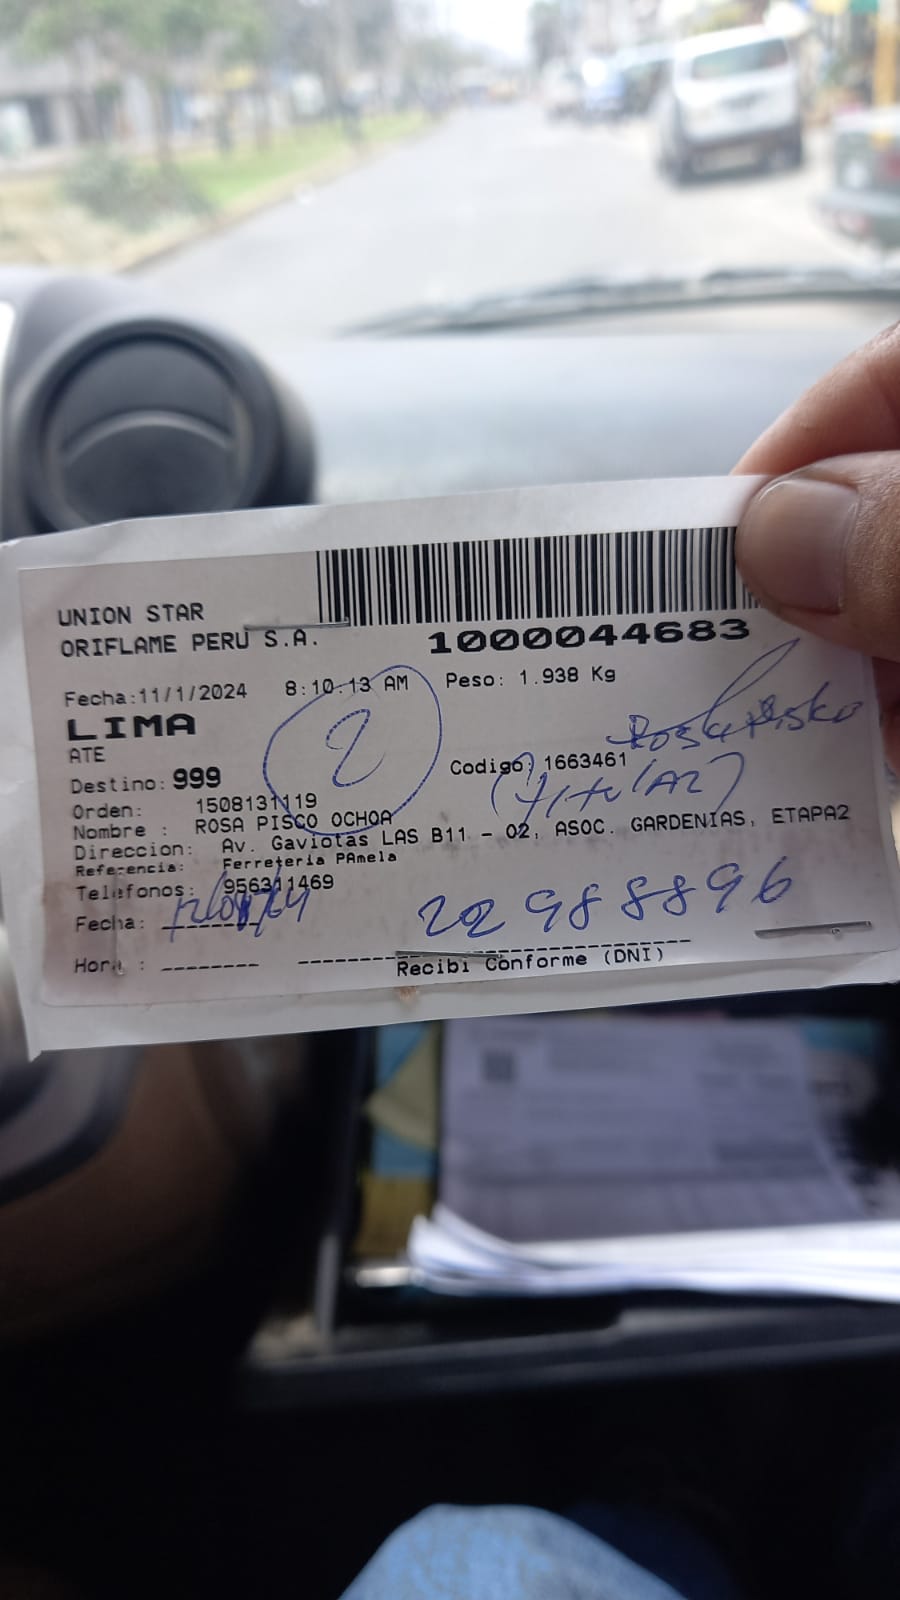 UNION STAR
ORIFLAME PERU S.A.
1000044683
Fecha:11/1/2024 8:10:13 AM Peso: 1.938 Kg
LIMA
ATE
2
Rosa Pisko
Destino: 999 Codigo: 1663461
(titular)
Orden: 1508131119
Nombre : ROSA PISCO OCHOA
Direccion: Av. Gaviotas LAS B11 - 02, ASOC. GARDENIAS, ETAPA2
Referencia: Ferreteria PAmela
Telefonos: 956311469
Fecha:
22988896
Hora :
Recibi Conforme (DNI)